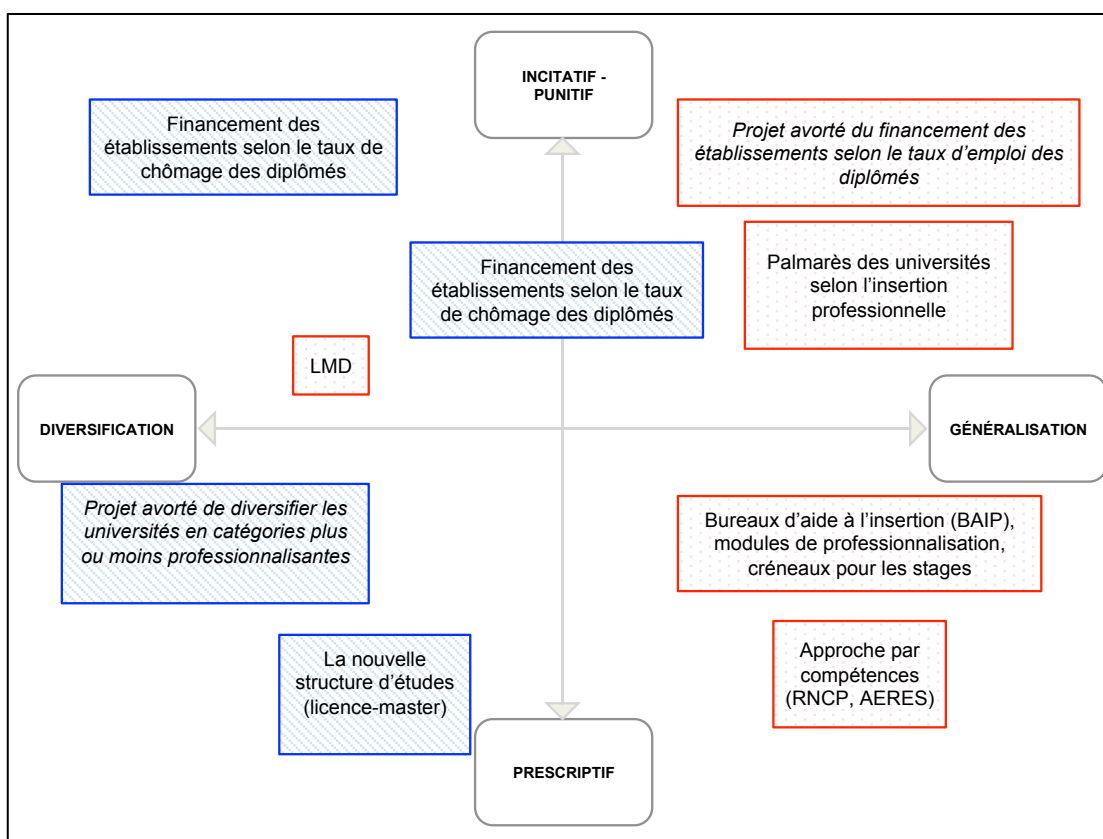 INCITATIF -
PUNITIF
Financement des
établissements selon le taux de
chômage des diplômés
Projet avorté du financement des
établissements selon le taux d’emploi des
diplômés
Financement des
établissements selon le taux
de chômage des diplômés
Palmarès des universités
selon l’insertion
professionnelle
LMD
DIVERSIFICATION
GÉNÉRALISATION
Projet avorté de diversifier les
universités en catégories plus
ou moins professionnalisantes
Bureaux d’aide à l’insertion (BAIP),
modules de professionnalisation,
créneaux pour les stages
La nouvelle
structure d’études
(licence-master)
Approche par
compétences
(RNCP, AERES)
PRESCRIPTIF